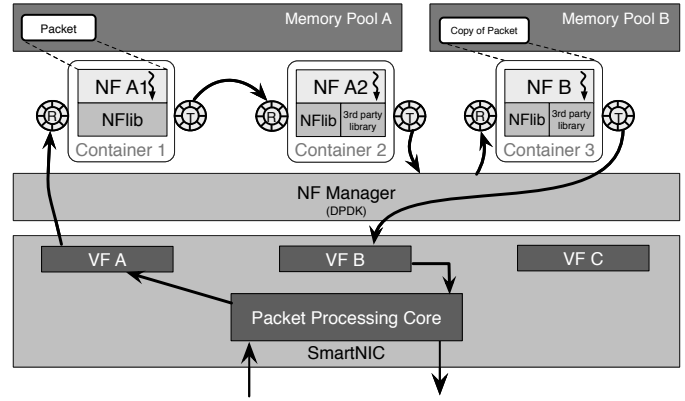 Memory Pool A
Memory Pool B
Packet
Copy of Packet
NF A1
NF A2
NF B
R
NFlib
T
R
NFlib
3rd party
library
T
R
NFlib
3rd party
library
T
Container 1
Container 2
Container 3
NF Manager
(DPDK)
VF A
VF B
VF C
Packet Processing Core
SmartNIC